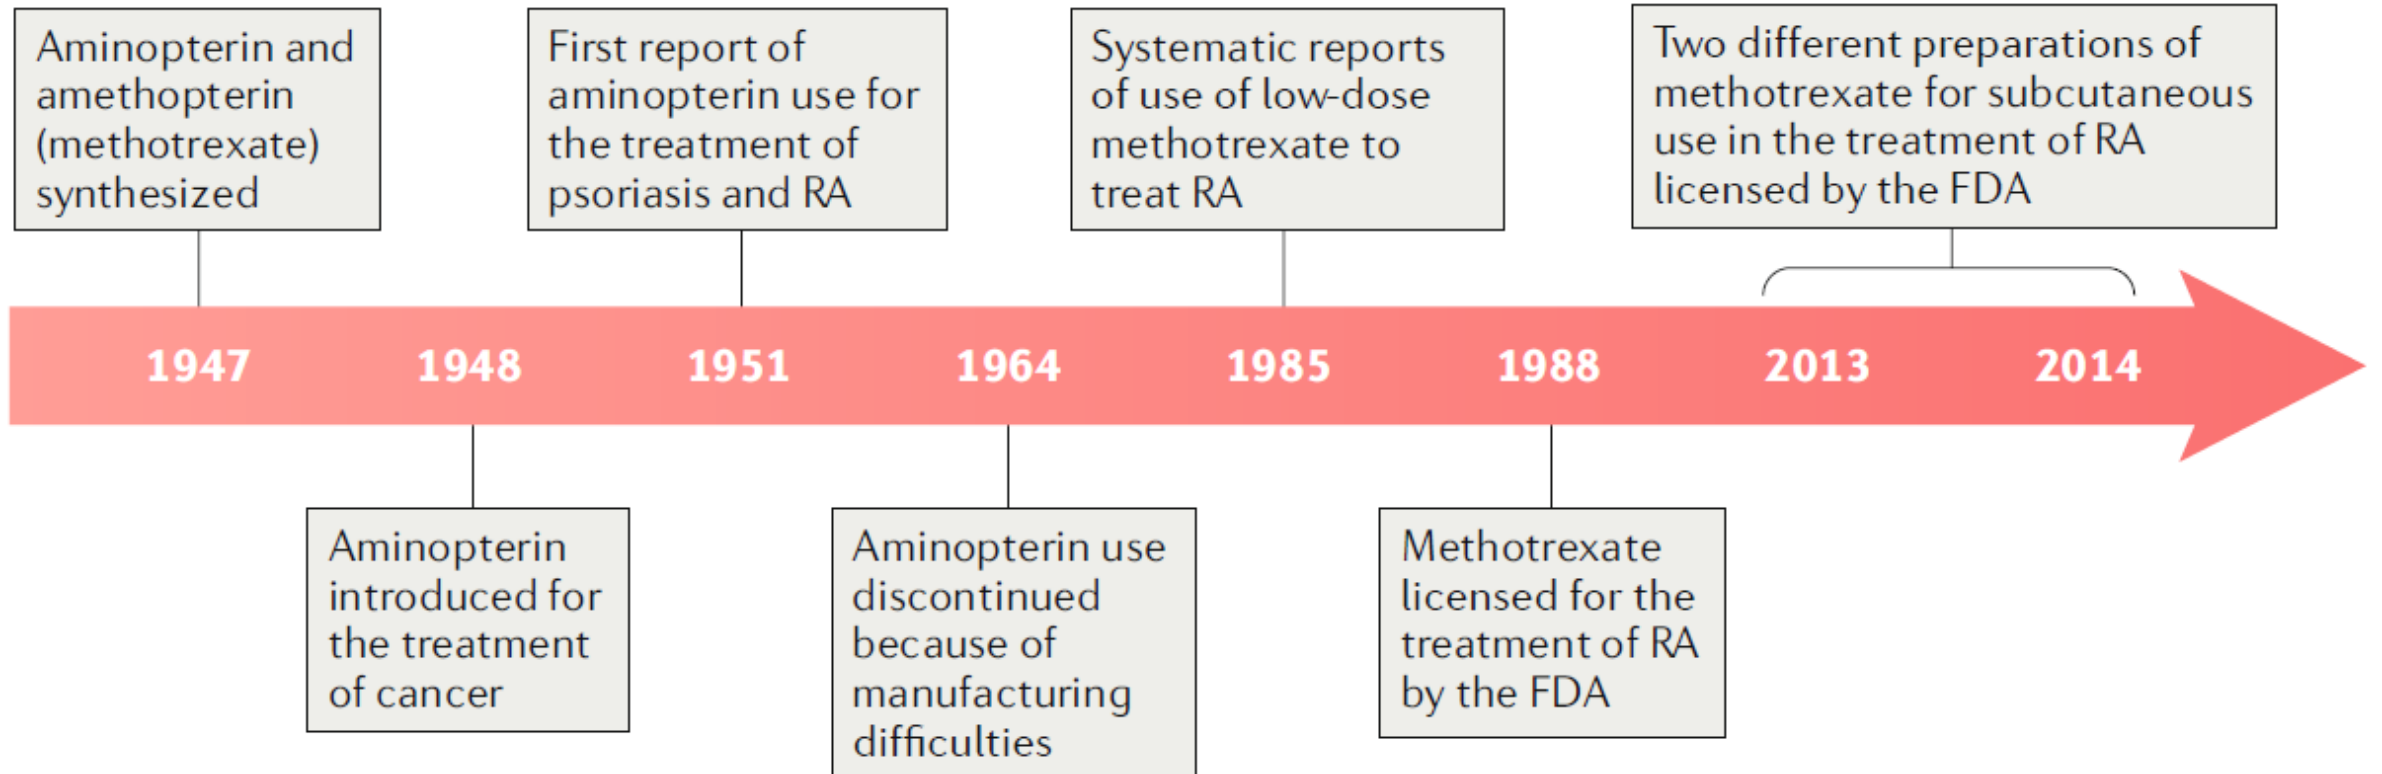 Aminopterin and
amethopterin
(methotrexate)
synthesized
First report of
aminopterin use for
the treatment of
psoriasis and RA
Systematic reports
of use of low-dose
methotrexate to
treat RA
Two different preparations of
methotrexate for subcutaneous
use in the treatment of RA
licensed by the FDA
1947 1948 1951 1964 1985 1988 2013 2014
Aminopterin
introduced for
the treatment
of cancer
Aminopterin use
discontinued
because of
manufacturing
difficulties
Methotrexate
licensed for the
treatment of RA
by the FDA